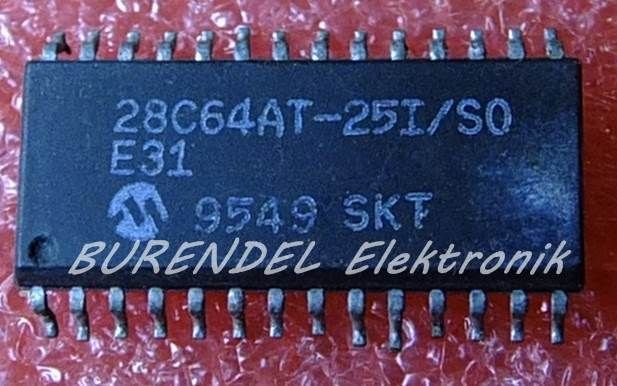 28C64AT-25I/SO
E31
9549 SKT
BURENDEL Elektronik